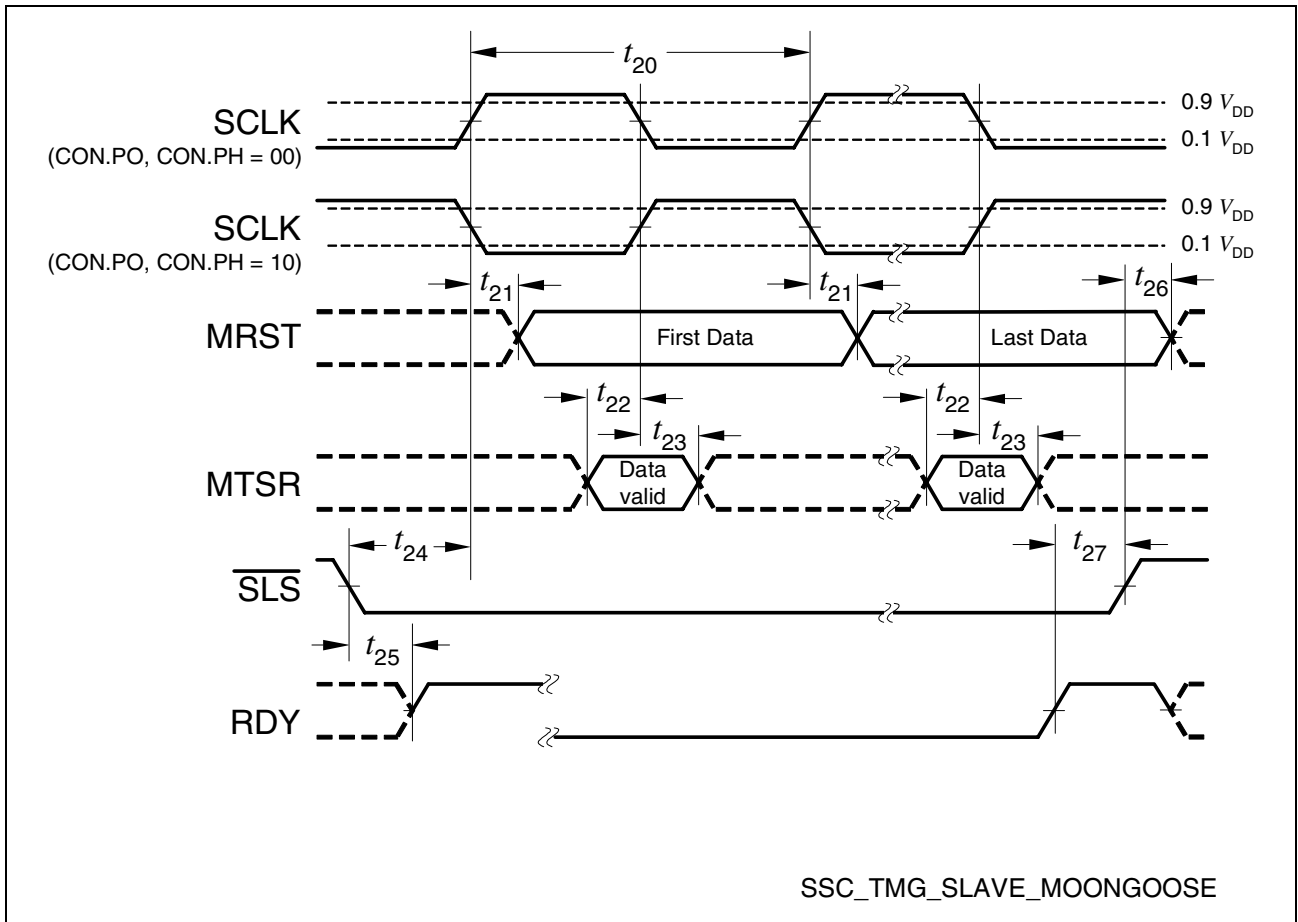 t20
SCLK
(CON.PO, CON.PH = 00)
0.9 VDD
0.1 VDD
SCLK
(CON.PO, CON.PH = 10)
0.9 VDD
0.1 VDD
t21
t21
t26
MRST
First Data
Last Data
t22
t23
t22
t23
MTSR
Data
valid
Data
valid
t24
t27
SLS
t25
RDY
SSC_TMG_SLAVE_MOONGOOSE